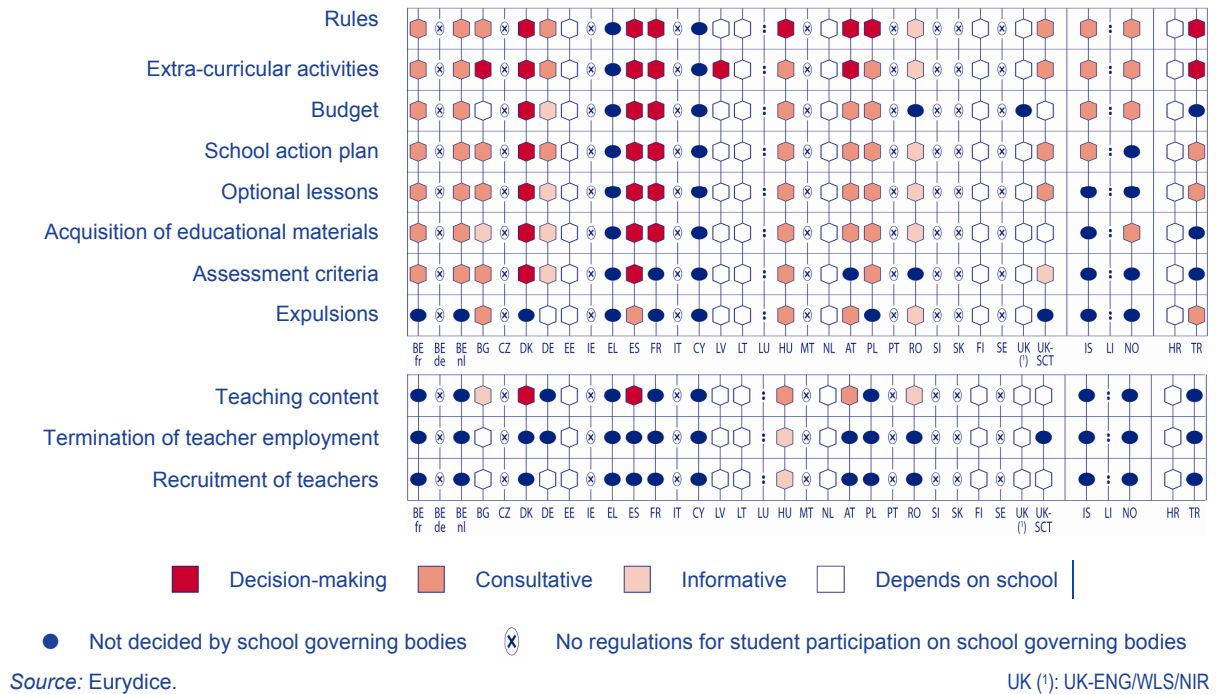 Rules
Extra-curricular activities
Budget
School action plan
Optional lessons
Acquisition of educational materials
Assessment criteria
Expulsions
BE fr BE de BE nl BG CZ DK DE EE IE EL ES FR IT CY LV LT LU HU MT NL AT PL PT RO SI SK FI SE UK (¹) UK-SCT IS LI NO HR TR
Teaching content
Termination of teacher employment
Recruitment of teachers
BE fr BE de BE nl BG CZ DK DE EE IE EL ES FR IT CY LV LT LU HU MT NL AT PL PT RO SI SK FI SE UK (¹) UK-SCT IS LI NO HR TR
Decision-making Consultative Informative Depends on school
Not decided by school governing bodies No regulations for student participation on school governing bodies
Source: Eurydice. UK (¹): UK-ENG/WLS/NIR